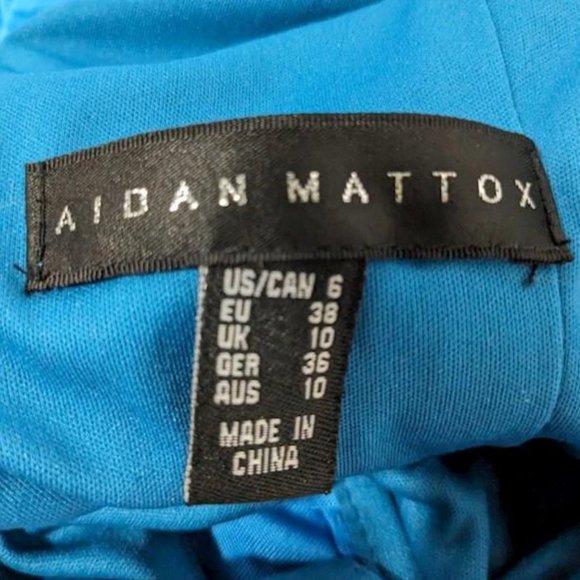 AIDAN MATTOX
US/CAN 6
EU 38
UK 10
GER 36
AUS 10
MADE IN
CHINA